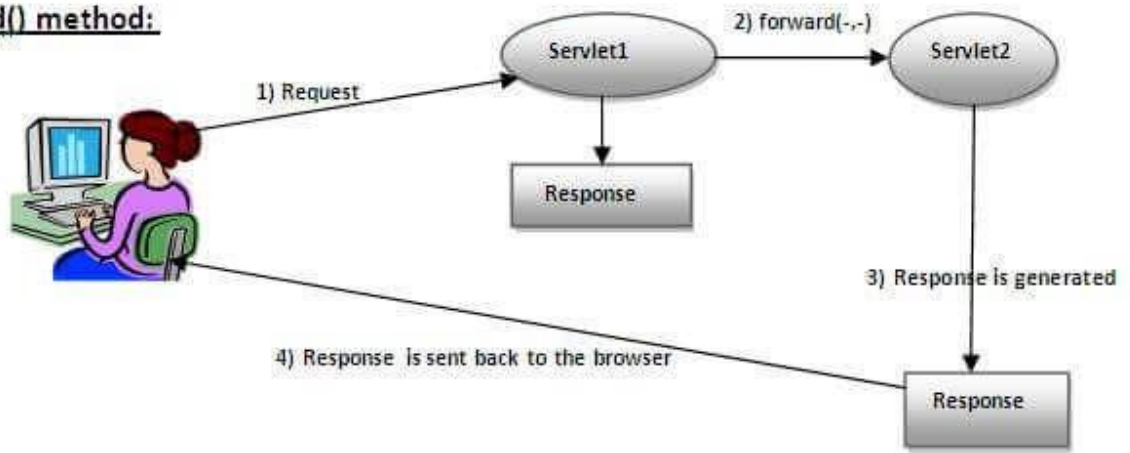 d() method:
2) forward(-,-)
Servlet1
Servlet2
1) Request
Response
3) Response is generated
4) Response is sent back to the browser
Response